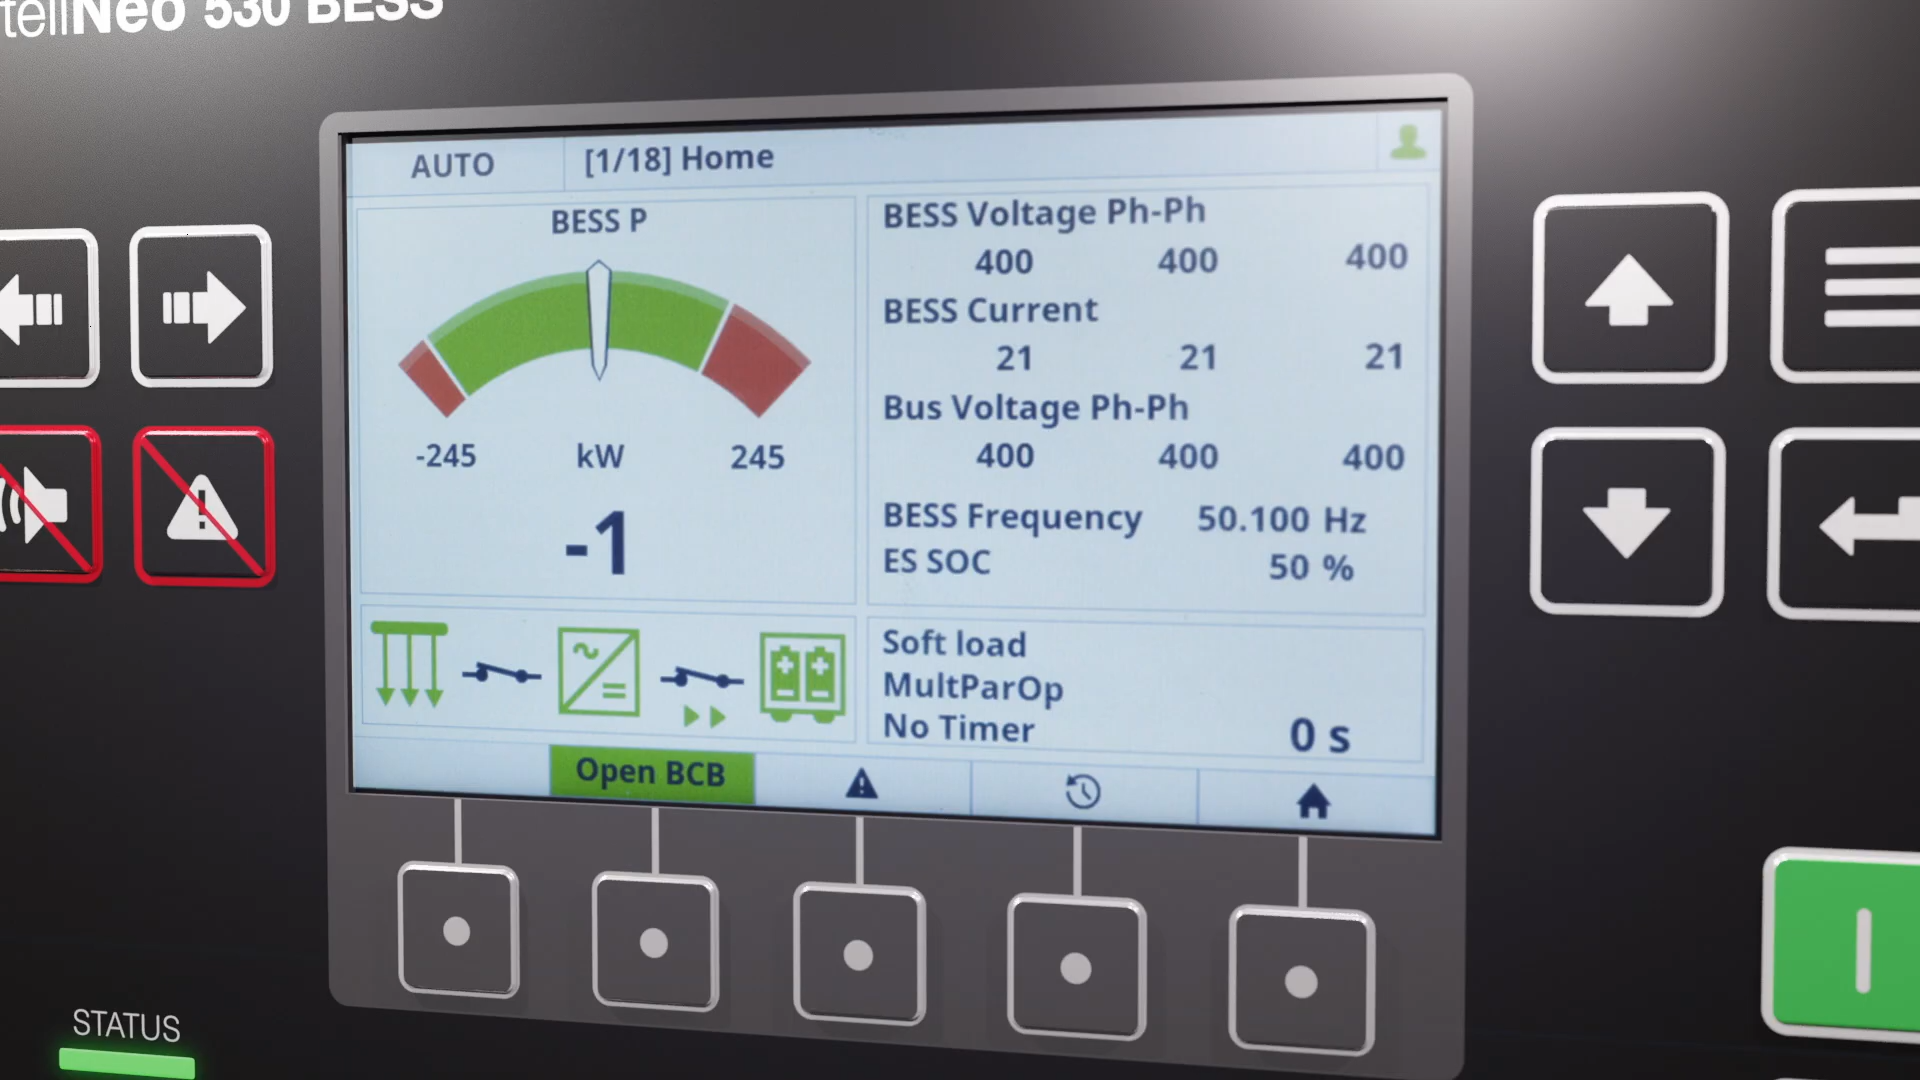 telliNeo 530 BESS
AUTO
[1/18] Home
BESS P
-245 kW 245
-1
BESS Voltage Ph-Ph
400 400 400
BESS Current
21 21 21
Bus Voltage Ph-Ph
400 400 400
BESS Frequency 50.100 Hz
ES SOC 50 %
Soft load
MultParOp
No Timer 0 s
Open BCB
STATUS